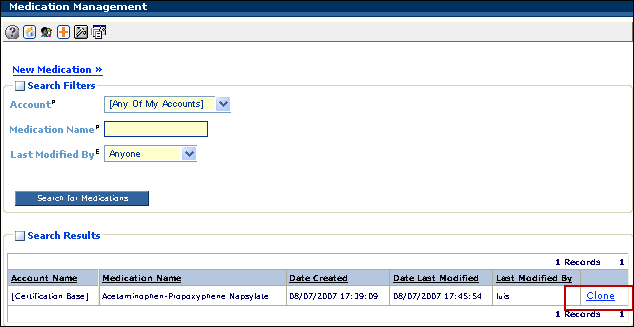 Medication Management
New Medication »
Search Filters
Account P [Any Of My Accounts]
Medication Name P
Last Modified By E Anyone
Search for Medications
Search Results
1 Records 1
Account Name Medication Name Date Created Date Last Modified Last Modified By
[Certification Base] Acetaminophen-Propoxyphene Napsylate 08/07/2007 17:39:09 08/07/2007 17:45:54 luis Clone
1 Records 1